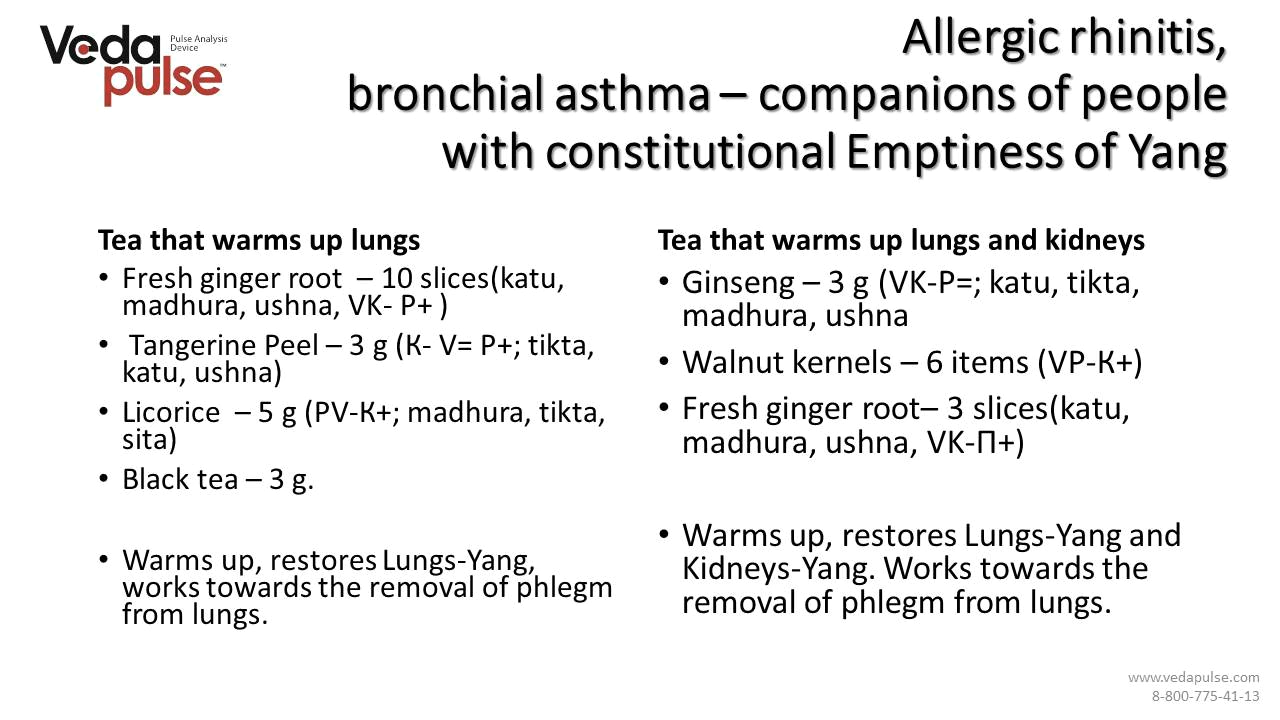 Veda pulse™
Pulse Analysis
Device
Allergic rhinitis,
bronchial asthma – companions of people
with constitutional Emptiness of Yang
Tea that warms up lungs
• Fresh ginger root – 10 slices(katu,
madhura, ushna, VK- P+ )
• Tangerine Peel – 3 g (К- V= P+; tikta,
katu, ushna)
• Licorice – 5 g (PV-К+; madhura, tikta,
sita)
• Black tea – 3 g.
• Warms up, restores Lungs-Yang,
works towards the removal of phlegm
from lungs.
Tea that warms up lungs and kidneys
• Ginseng – 3 g (VK-P=; katu, tikta,
madhura, ushna
• Walnut kernels – 6 items (VP-К+)
• Fresh ginger root– 3 slices(katu,
madhura, ushna, VK-П+)
• Warms up, restores Lungs-Yang and
Kidneys-Yang. Works towards the
removal of phlegm from lungs.
www.vedapulse.com
8-800-775-41-13